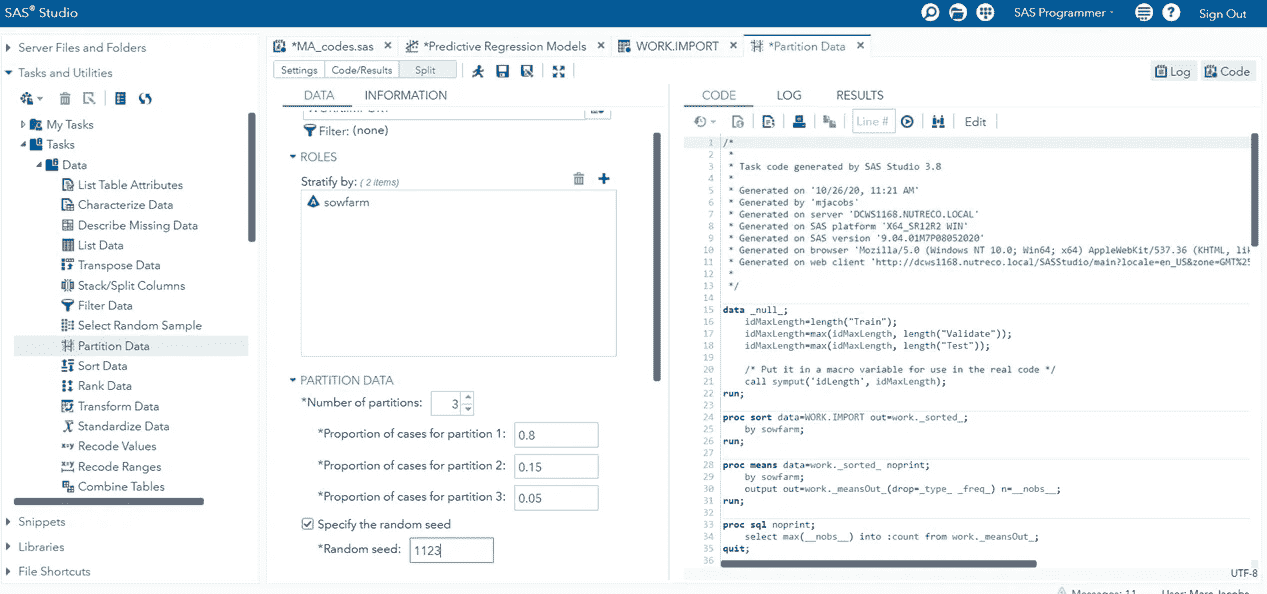 SAS® Studio
SAS Programmer
Sign Out
Server Files and Folders
Tasks and Utilities
My Tasks
Tasks
Data
List Table Attributes
Characterize Data
Describe Missing Data
List Data
Transpose Data
Stack/Split Columns
Filter Data
Select Random Sample
Partition Data
Sort Data
Rank Data
Transform Data
Standardize Data
Recode Values
Recode Ranges
Combine Tables
Snippets
Libraries
File Shortcuts
*MA_codes.sas
*Predictive Regression Models
WORK.IMPORT
*Partition Data
Settings
Code/Results
Split
Log
Code
DATA
INFORMATION
Filter: (none)
ROLES
Stratify by: ( 2 items)
sowfarm
PARTITION DATA
*Number of partitions: 3
*Proportion of cases for partition 1: 0.8
*Proportion of cases for partition 2: 0.15
*Proportion of cases for partition 3: 0.05
Specify the random seed
*Random seed: 1123
CODE
LOG
RESULTS
Line #
Edit
1 /*
2 *
3 * Task code generated by SAS Studio 3.8
4 *
5 * Generated on '10/26/20, 11:21 AM'
6 * Generated by 'mjacobs'
7 * Generated on server 'DCWS1168.NUTRECO.LOCAL'
8 * Generated on SAS platform 'X64_SR12R2 WIN'
9 * Generated on SAS version '9.04.01M7P08052020'
10 * Generated on browser 'Mozilla/5.0 (Windows NT 10.0; Win64; x64) AppleWebKit/537.36 (KHTML, lik
11 * Generated on web client 'http://dcws1168.nutreco.local/SASStudio/main?locale=en_US&zone=GMT%25
12 *
13 */
14
15 data _null_;
16 idMaxLength=length("Train");
17 idMaxLength=max(idMaxLength, length("Validate"));
18 idMaxLength=max(idMaxLength, length("Test"));
19
20 /* Put it in a macro variable for use in the real code */
21 call symput('idLength', idMaxLength);
22 run;
23
24 proc sort data=WORK.IMPORT out=work._sorted_;
25 by sowfarm;
26 run;
27
28 proc means data=work._sorted_ noprint;
29 by sowfarm;
30 output out=work._meansOut_(drop=_type_ _freq_) n=__nobs__;
31 run;
32
33 proc sql noprint;
34 select max(__nobs__) into :count from work._meansOut_;
35 quit;
36
UTF-8
Messages: 11
User: Marc Jacobs